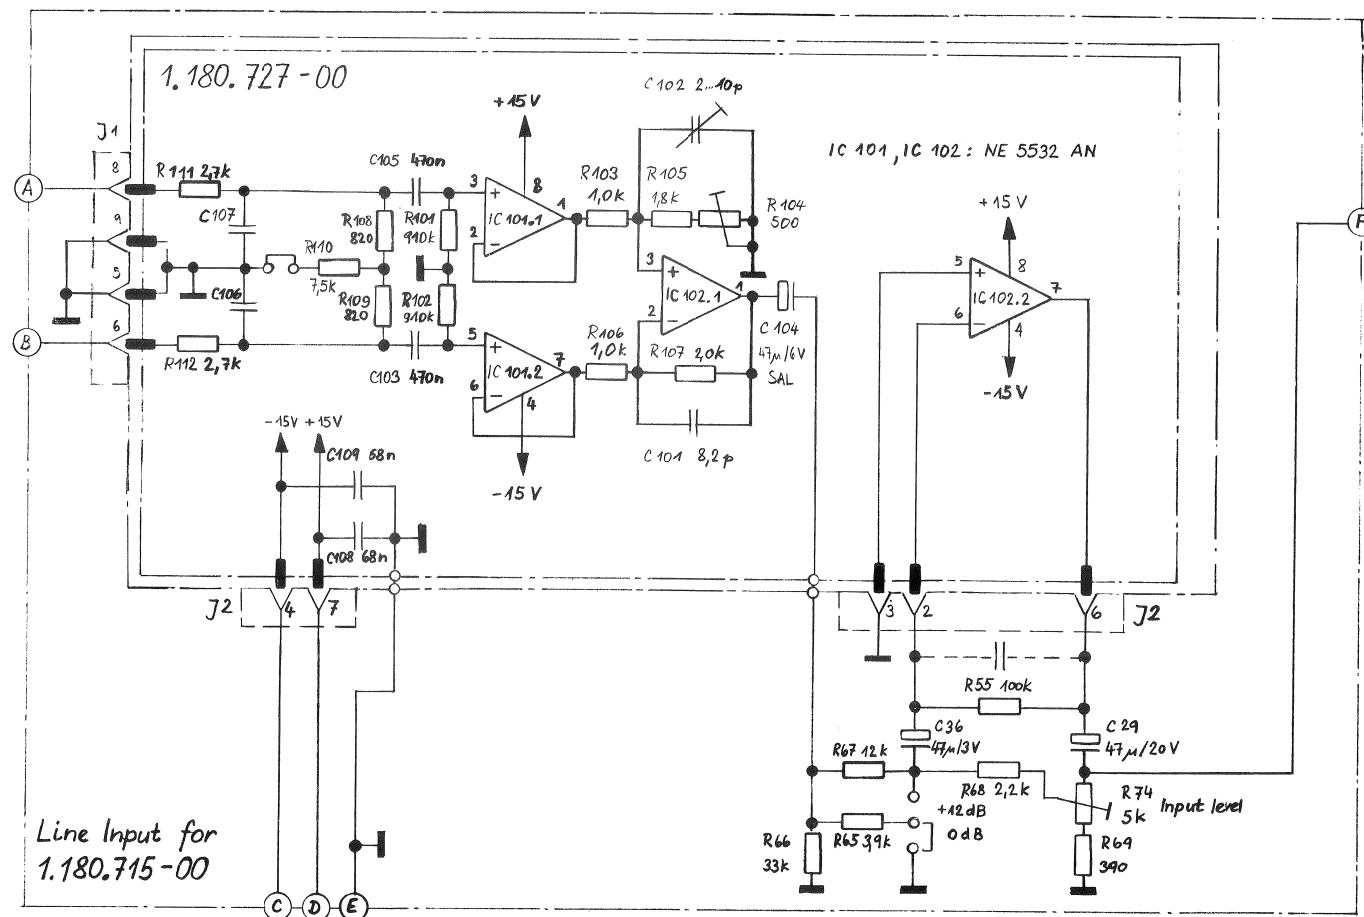 1.180.727-00
C102 2...10p
+15V
J1
IC 101, IC 102: NE 5532 AN
8
R111 2,7k
C105 470n
3
+
8
R103
1,0k
R105
1,8k
A
C107
R108
820
R101
910k
IC 101.1
1
R104
500
+15 V
9
2
−
R110
7,5k
3
+
5
+
8
5
C106
R109
820
R102
910k
IC 102.1
1
IC 102.2
7
6
B
2
−
C 104
47µ/6V
SAL
6
−
4
-15 V
R112 2,7k
C103 470n
5
+
IC 101.2
7
R106
1,0k
R107 2,0k
6
−
4
-15V +15V
C109 68n
C101 8,2p
-15 V
C108 68n
J2
4
7
3
2
6
J2
R55 100k
C36
47µ/3V
C29
47µ/20V
R67 12k
R68 2,2k
R74
5k
Input level
+12dB
0dB
R66
33k
R65 3,9k
R69
390
Line Input for
1.180.715-00
C
D
E